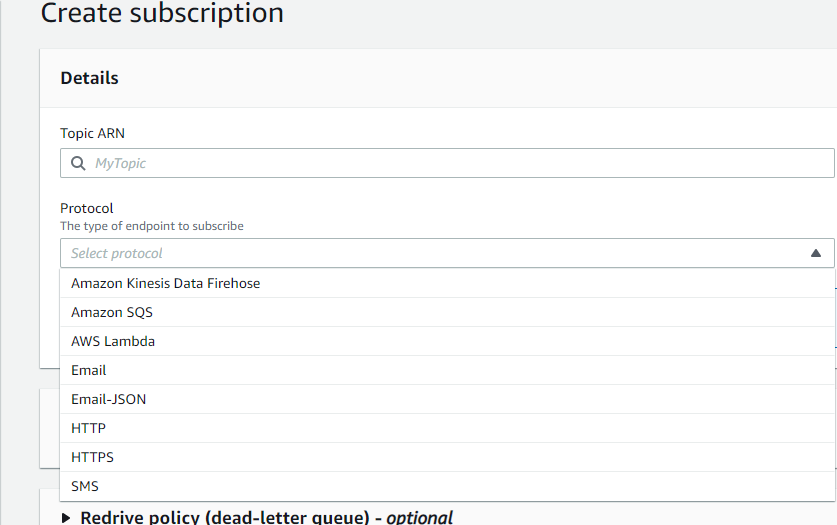 Create subscription
Details
Topic ARN
MyTopic
Protocol
The type of endpoint to subscribe
Select protocol
Amazon Kinesis Data Firehose
Amazon SQS
AWS Lambda
Email
Email-JSON
HTTP
HTTPS
SMS
Redrive policy (dead-letter queue) - optional